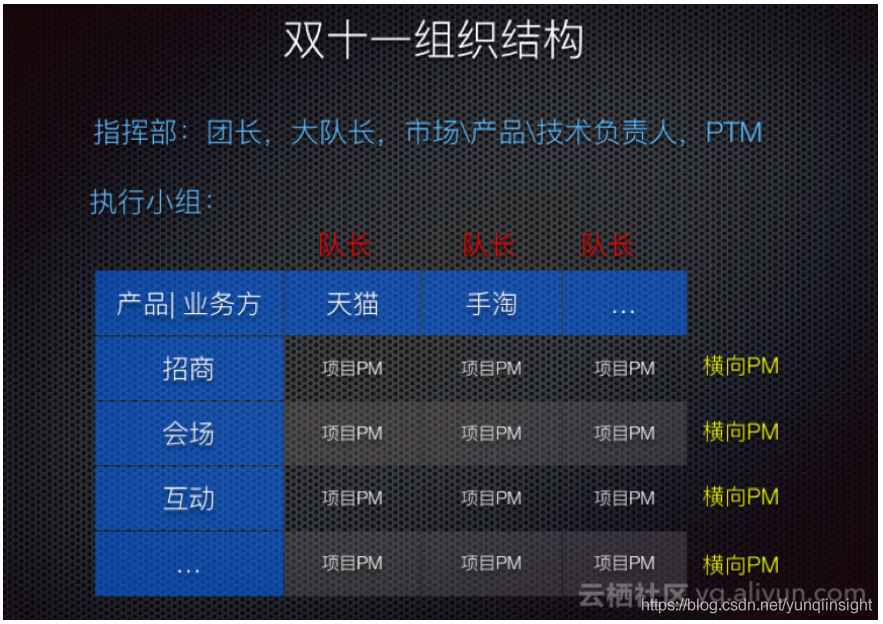 双十一组织结构
指挥部：团长，大队长，市场\产品\技术负责人，PTM
执行小组：
队长 队长 队长
产品| 业务方 天猫 手淘 ...
招商 项目PM 项目PM 项目PM 横向PM
会场 项目PM 项目PM 项目PM 横向PM
互动 项目PM 项目PM 项目PM 横向PM
... 项目PM 项目PM 项目PM 横向PM
云栖社区 yq.aliyun.com
https://blog.csdn.net/yunqiinsight